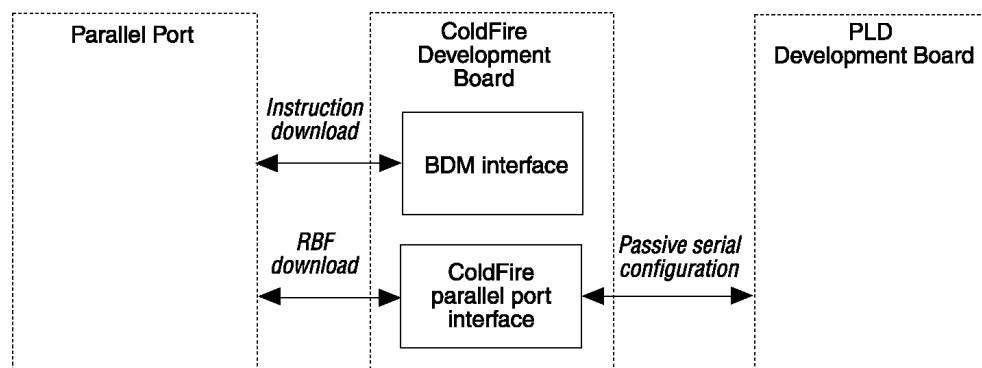 Parallel Port
ColdFire
Development
Board
PLD
Development Board
Instruction
download
BDM interface
RBF
download
ColdFire
parallel port
interface
Passive serial
configuration